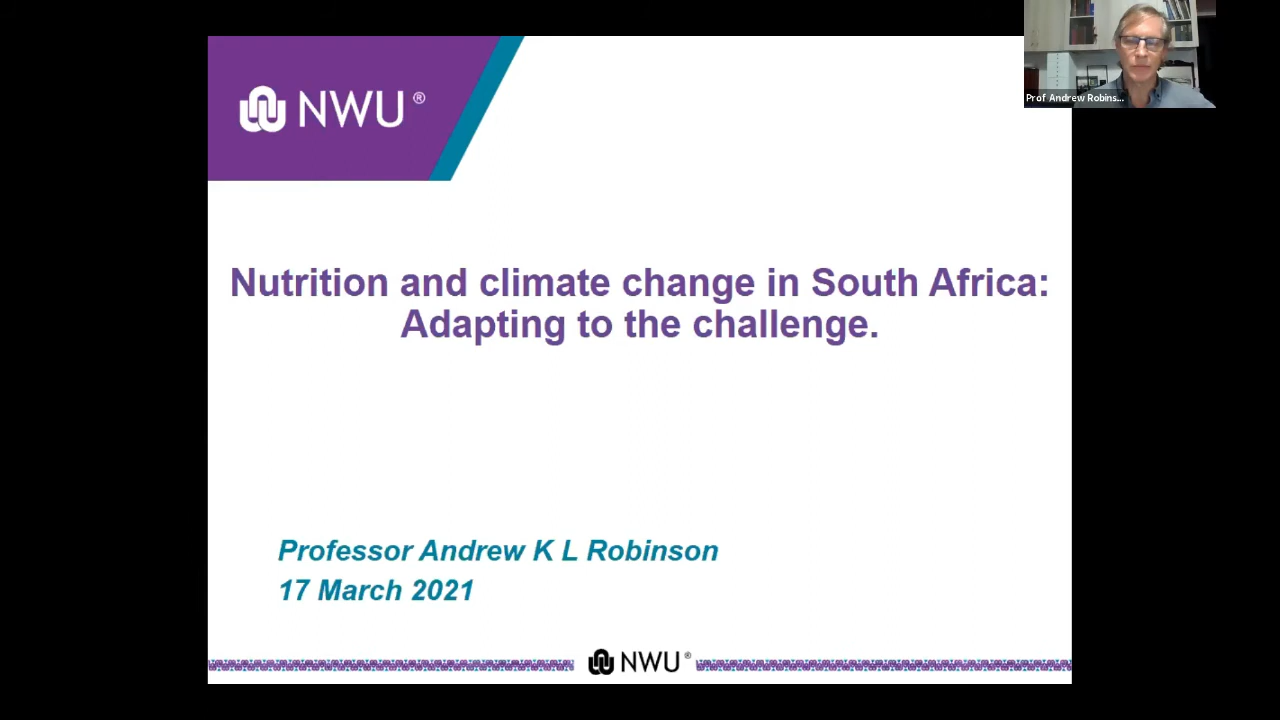 Prof Andrew Robins...
NWU®
Nutrition and climate change in South Africa:
Adapting to the challenge.
Professor Andrew K L Robinson
17 March 2021
NWU®